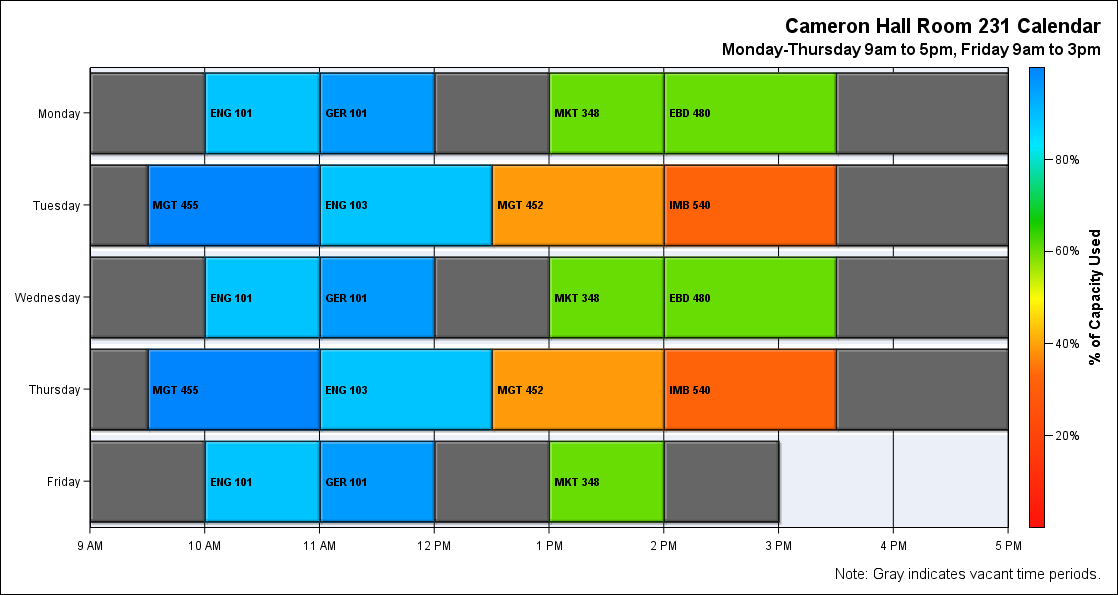 Cameron Hall Room 231 Calendar
Monday-Thursday 9am to 5pm, Friday 9am to 3pm
Monday
ENG 101
GER 101
MKT 348
EBD 480
Tuesday
MGT 455
ENG 103
MGT 452
IMB 540
Wednesday
ENG 101
GER 101
MKT 348
EBD 480
Thursday
MGT 455
ENG 103
MGT 452
IMB 540
Friday
ENG 101
GER 101
MKT 348
9 AM
10 AM
11 AM
12 PM
1 PM
2 PM
3 PM
4 PM
5 PM
80%
60%
40%
20%
% of Capacity Used
Note: Gray indicates vacant time periods.